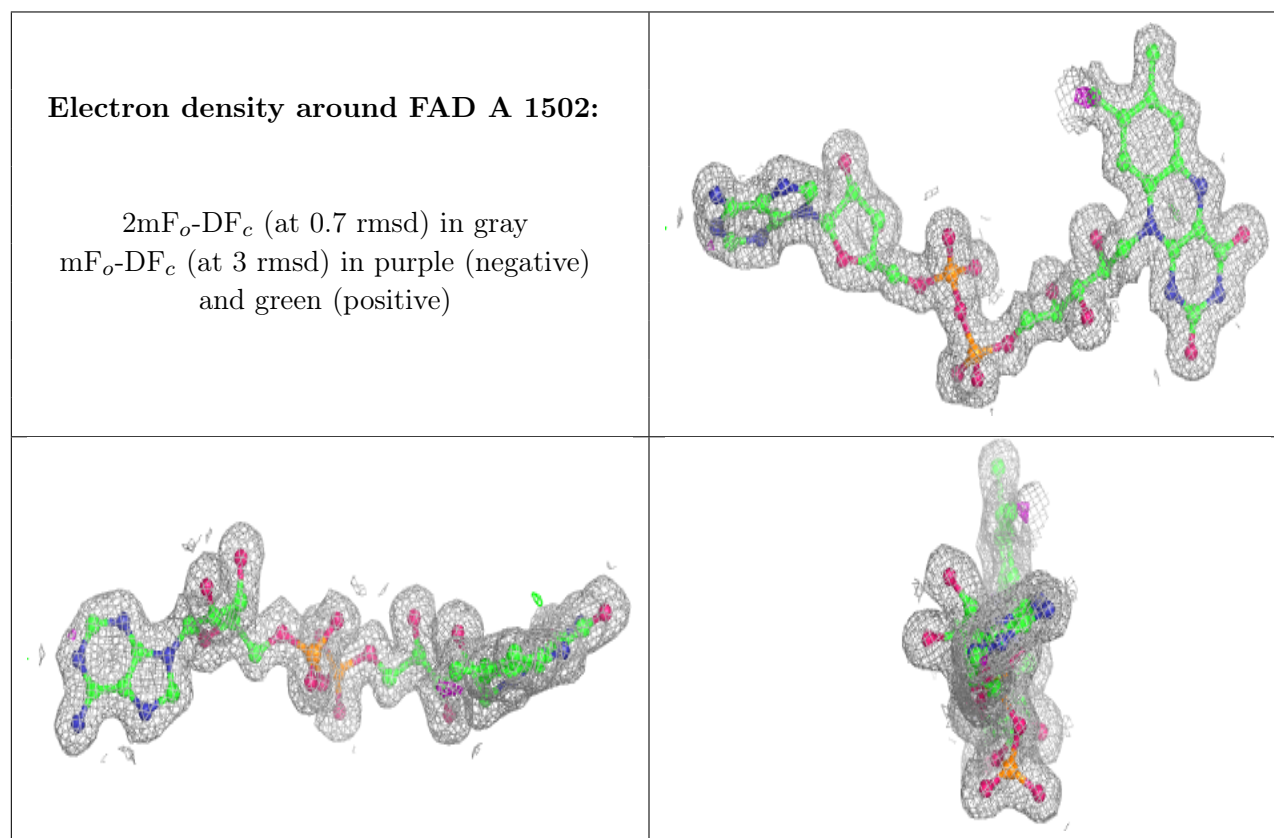 Electron density around FAD A 1502:
2mFo-DFc (at 0.7 rmsd) in gray
mFo-DFc (at 3 rmsd) in purple (negative)
and green (positive)